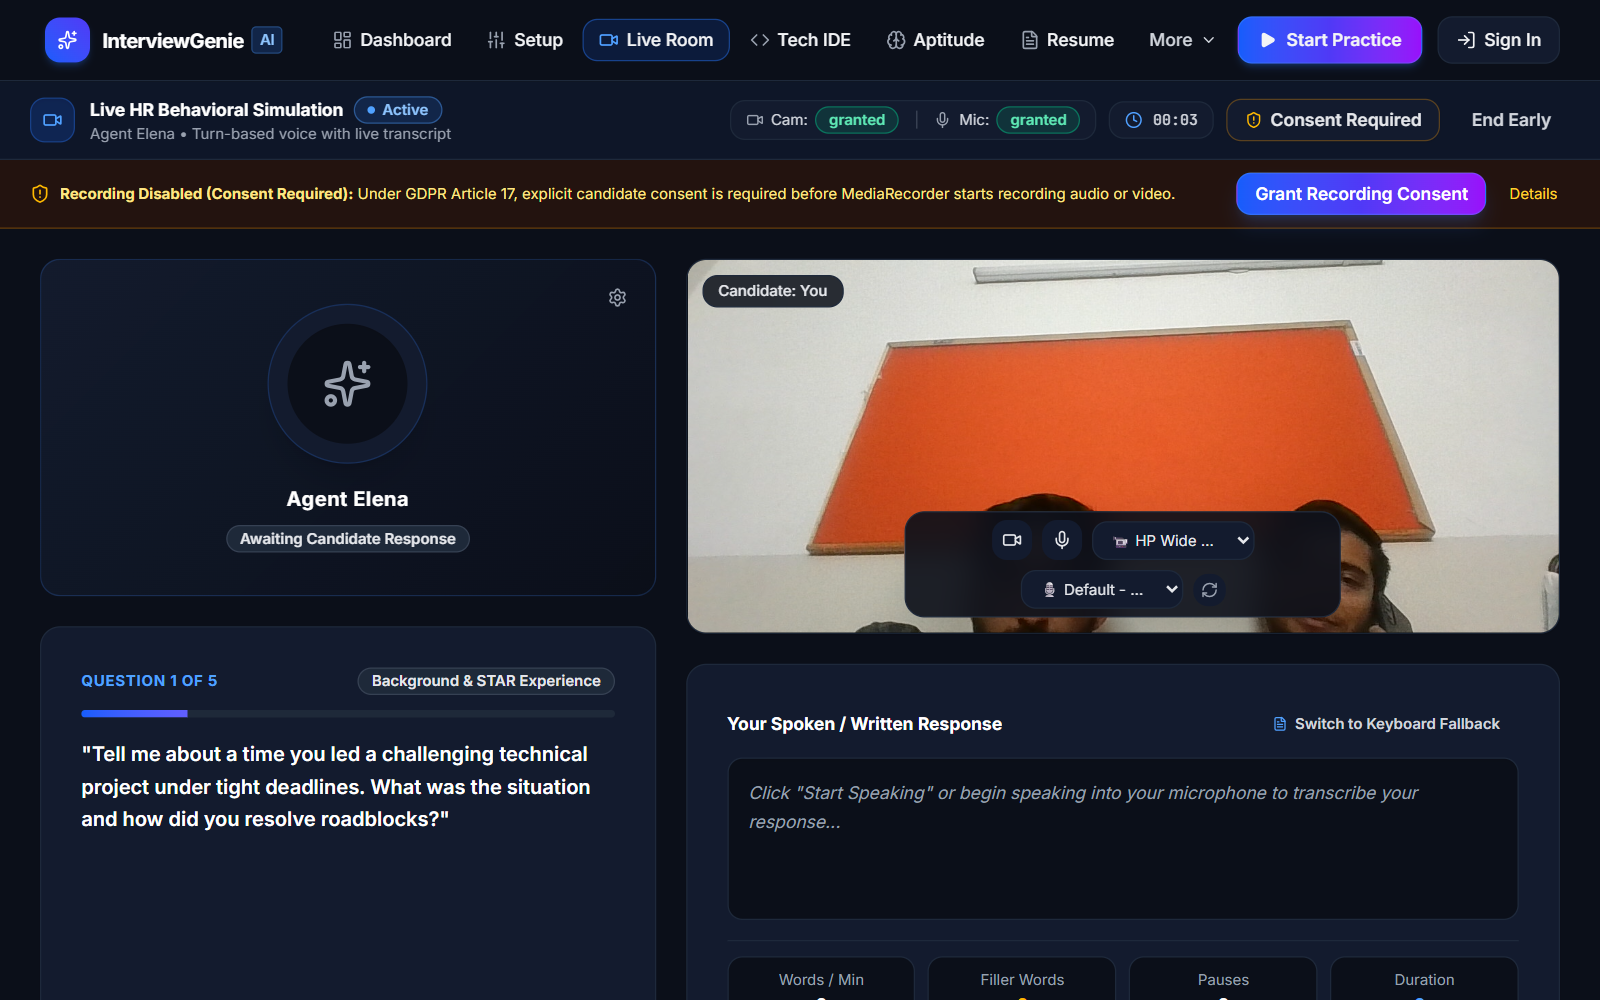 InterviewGenie AI
Dashboard
Setup
Live Room
Tech IDE
Aptitude
Resume
More
Start Practice
Sign In
Live HR Behavioral Simulation
Active
Agent Elena • Turn-based voice with live transcript
Cam: granted
Mic: granted
00:03
Consent Required
End Early
Recording Disabled (Consent Required): Under GDPR Article 17, explicit candidate consent is required before MediaRecorder starts recording audio or video.
Grant Recording Consent
Details
Agent Elena
Awaiting Candidate Response
Candidate: You
HP Wide ...
Default - ...
QUESTION 1 OF 5
Background & STAR Experience
"Tell me about a time you led a challenging technical
project under tight deadlines. What was the situation
and how did you resolve roadblocks?"
Your Spoken / Written Response
Switch to Keyboard Fallback
Click "Start Speaking" or begin speaking into your microphone to transcribe your
response...
Words / Min
Filler Words
Pauses
Duration